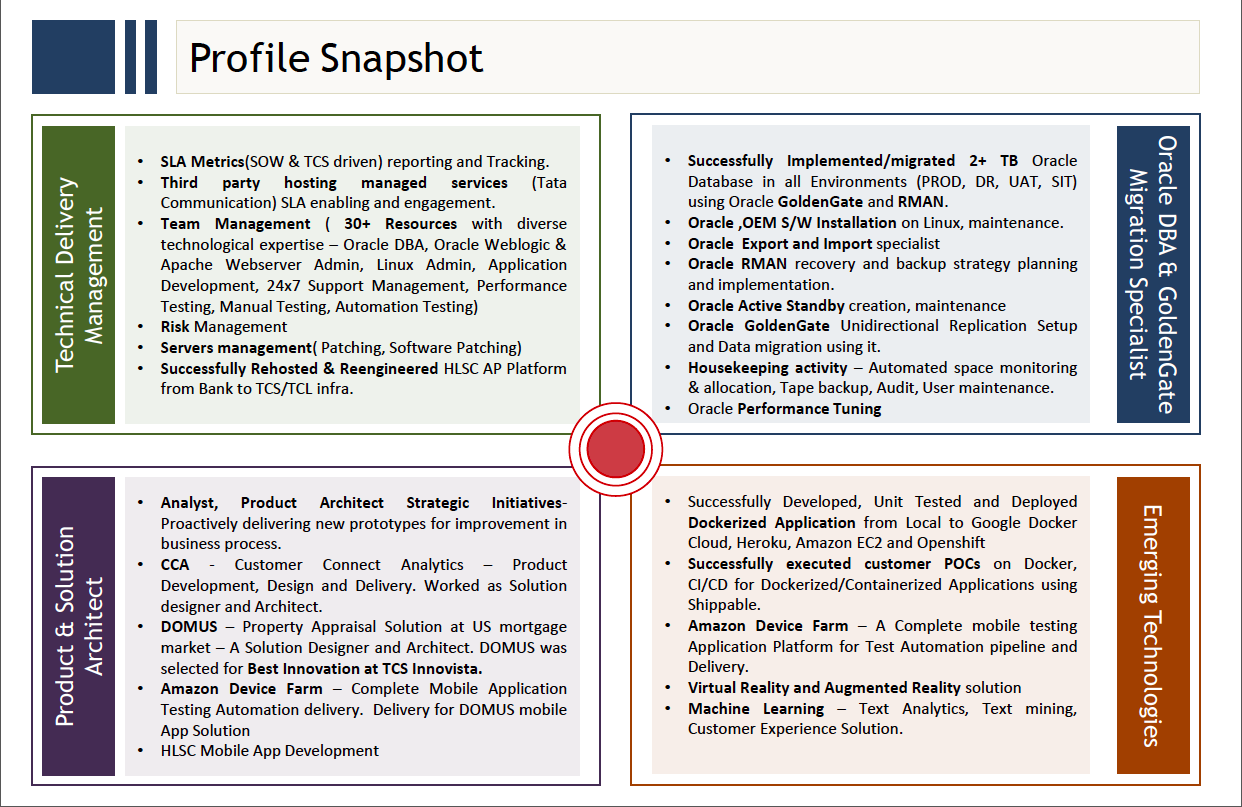 Profile Snapshot
Technical Delivery
Management
• SLA Metrics(SOW & TCS driven) reporting and Tracking.
• Third party hosting managed services (Tata
Communication) SLA enabling and engagement.
• Team Management ( 30+ Resources with diverse
technological expertise – Oracle DBA, Oracle Weblogic &
Apache Webserver Admin, Linux Admin, Application
Development, 24x7 Support Management, Performance
Testing, Manual Testing, Automation Testing)
• Risk Management
• Servers management( Patching, Software Patching)
• Successfully Rehosted & Reengineered HLSC AP Platform
from Bank to TCS/TCL infra.
• Successfully Implemented/migrated 2+ TB Oracle
Database in all Environments (PROD, DR, UAT, SIT)
using Oracle GoldenGate and RMAN.
• Oracle ,OEM S/W Installation on Linux, maintenance.
• Oracle Export and Import specialist
• Oracle RMAN recovery and backup strategy planning
and implementation.
• Oracle Active Standby creation, maintenance
• Oracle GoldenGate Unidirectional Replication Setup
and Data migration using it.
• Housekeeping activity – Automated space monitoring
& allocation, Tape backup, Audit, User maintenance.
• Oracle Performance Tuning
Oracle DBA & GoldenGate
Migration Specialist
Product & Solution
Architect
• Analyst, Product Architect Strategic Initiatives-
Proactively delivering new prototypes for improvement in
business process.
• CCA - Customer Connect Analytics – Product
Development, Design and Delivery. Worked as Solution
designer and Architect.
• DOMUS – Property Appraisal Solution at US mortgage
market – A Solution Designer and Architect. DOMUS was
selected for Best Innovation at TCS Innovista.
• Amazon Device Farm – Complete Mobile Application
Testing Automation delivery. Delivery for DOMUS mobile
App Solution
• HLSC Mobile App Development
• Successfully Developed, Unit Tested and Deployed
Dockerized Application from Local to Google Docker
Cloud, Heroku, Amazon EC2 and Openshift
• Successfully executed customer POCs on Docker,
CI/CD for Dockerized/Containerized Applications using
Shippable.
• Amazon Device Farm – A Complete mobile testing
Application Platform for Test Automation pipeline and
Delivery.
• Virtual Reality and Augmented Reality solution
• Machine Learning – Text Analytics, Text mining,
Customer Experience Solution.
Emerging Technologies